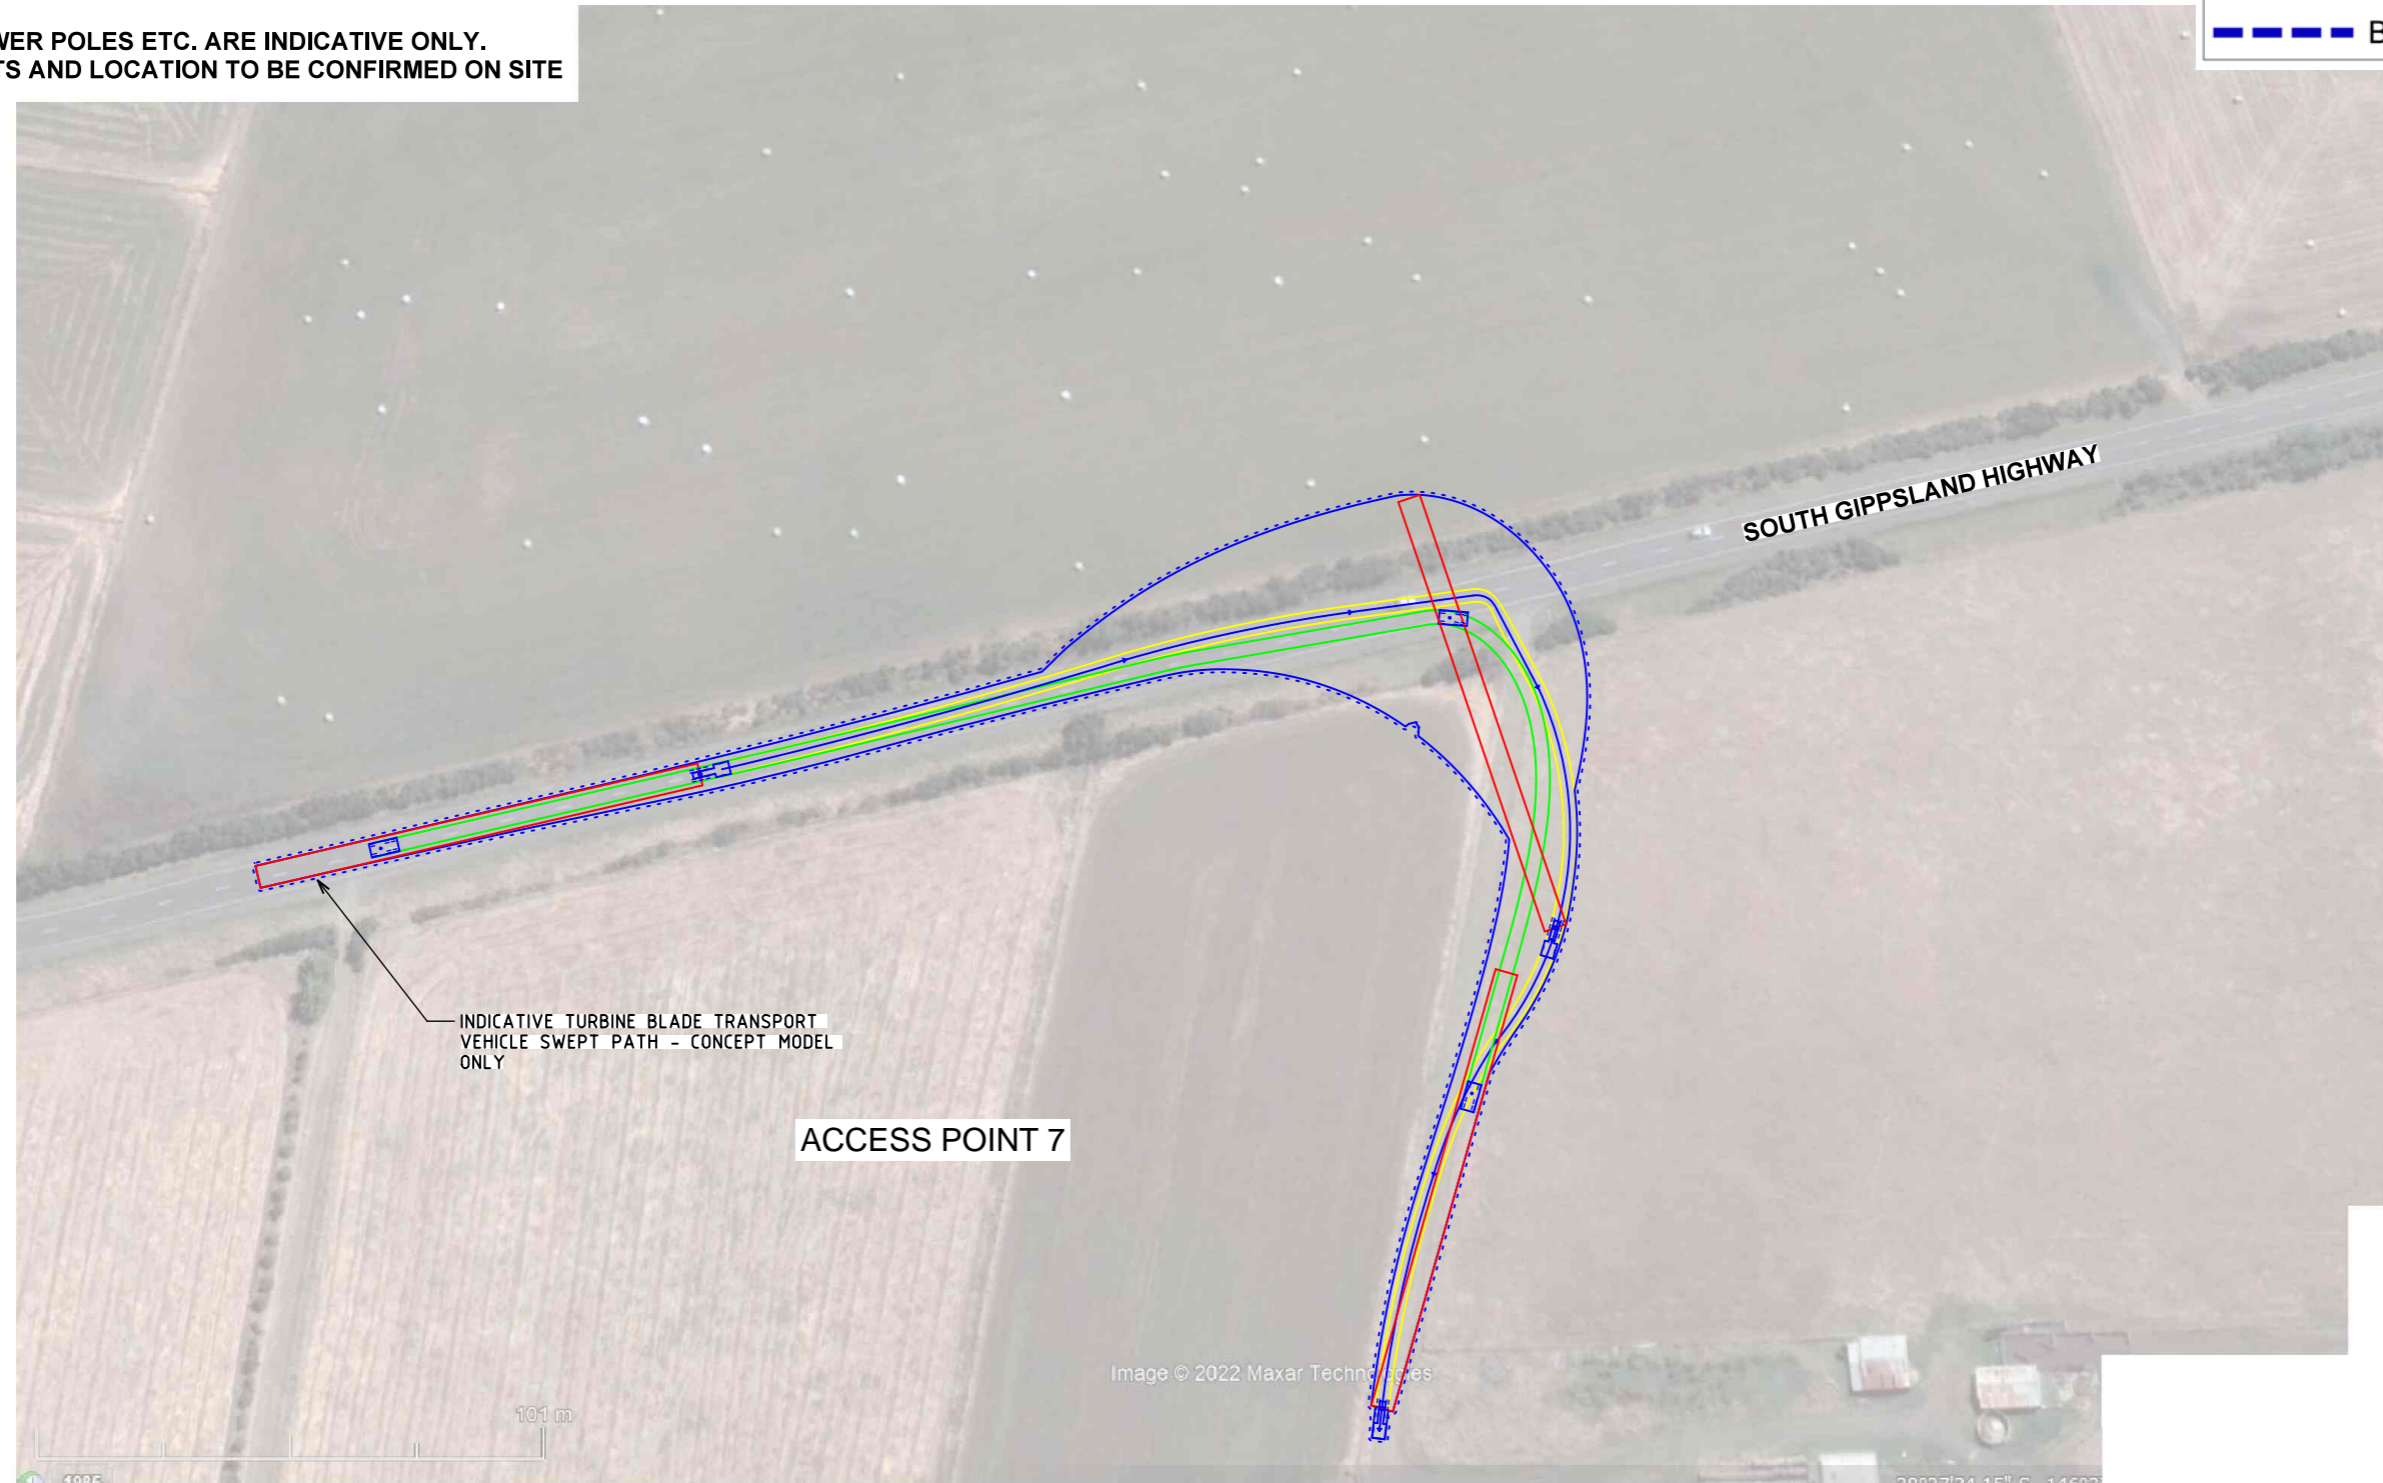 WER POLES ETC. ARE INDICATIVE ONLY.
TS AND LOCATION TO BE CONFIRMED ON SITE
B
SOUTH GIPPSLAND HIGHWAY
INDICATIVE TURBINE BLADE TRANSPORT
VEHICLE SWEPT PATH - CONCEPT MODEL
ONLY
ACCESS POINT 7
Image © 2022 Maxar Technologies
101 m
1985